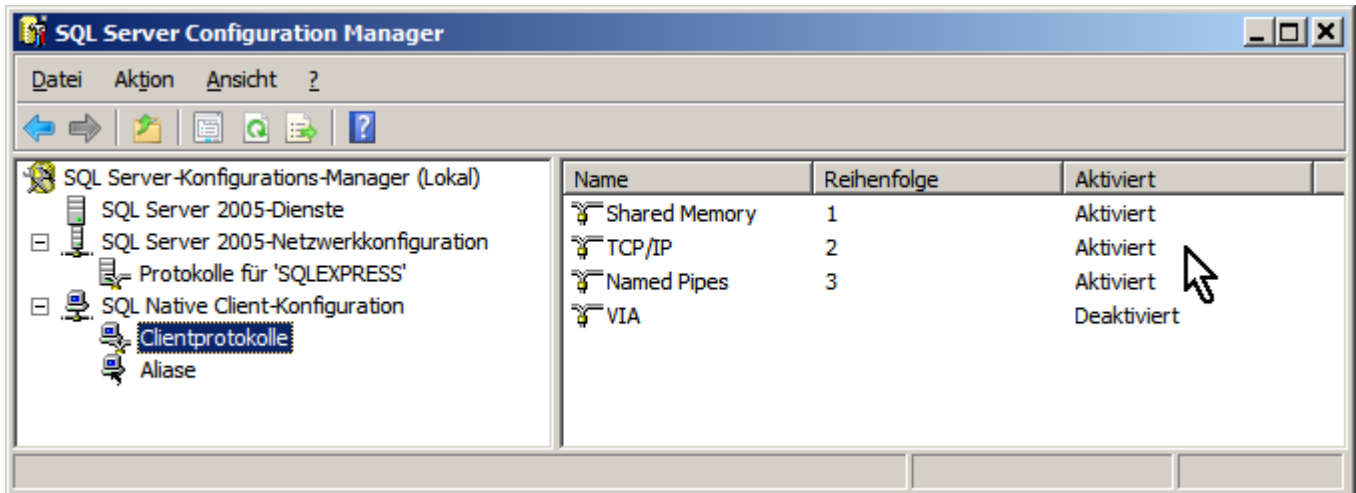 SQL Server Configuration Manager
Datei Aktion Ansicht ?
SQL Server-Konfigurations-Manager (Lokal)
SQL Server 2005-Dienste
SQL Server 2005-Netzwerkkonfiguration
Protokolle für 'SQLEXPRESS'
SQL Native Client-Konfiguration
Clientprotokolle
Aliase
Name Reihenfolge Aktiviert
Shared Memory 1 Aktiviert
TCP/IP 2 Aktiviert
Named Pipes 3 Aktiviert
VIA Deaktiviert